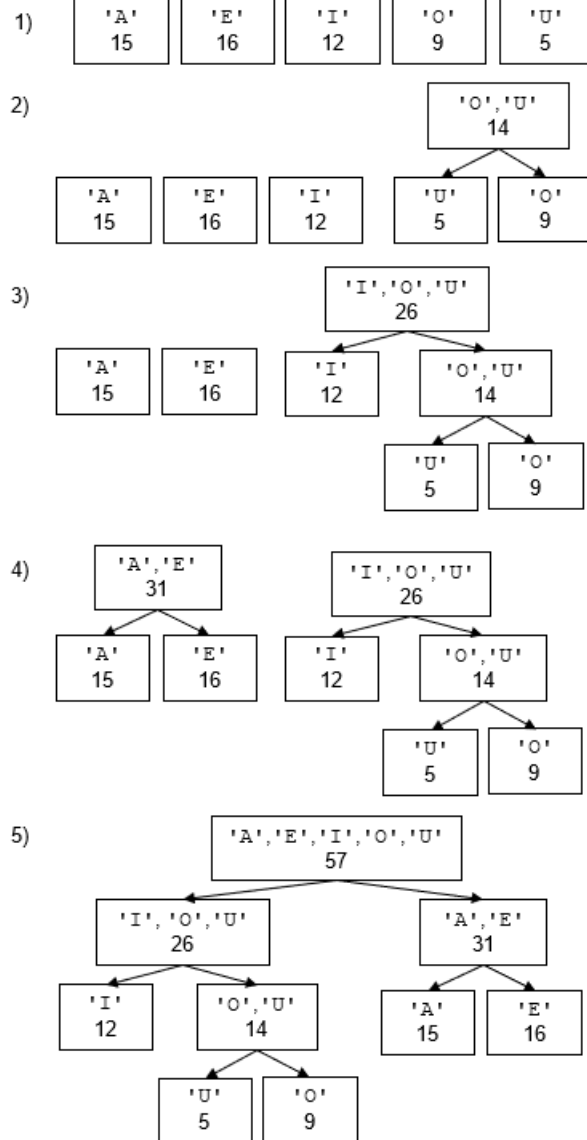 1)
'A' 'E' 'I' 'O' 'U'
15 16 12 9 5
2)
'O','U'
14
'A' 'E' 'I' 'U' 'O'
15 16 12 5 9
3)
'I','O','U'
26
'A' 'E' 'I' 'O','U'
15 16 12 14
'U' 'O'
5 9
4)
'A','E' 'I','O','U'
31 26
'A' 'E' 'I' 'O','U'
15 16 12 14
'U' 'O'
5 9
5)
'A','E','I','O','U'
57
'I','O','U' 'A','E'
26 31
'I' 'O','U' 'A' 'E'
12 14 15 16
'U' 'O'
5 9